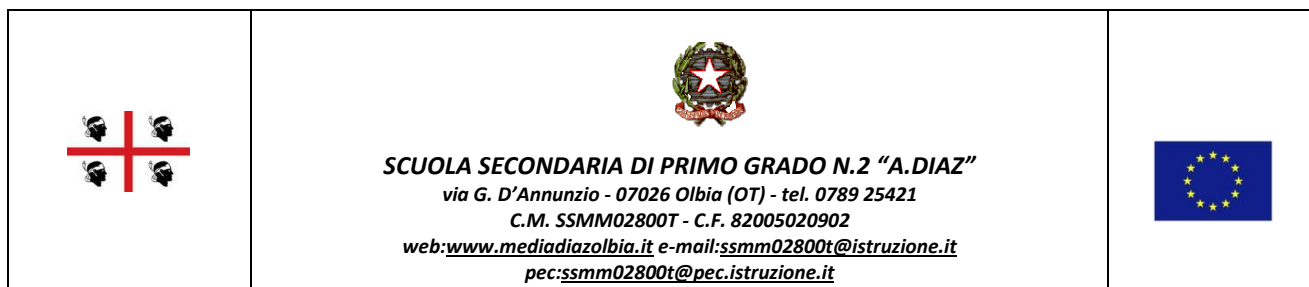 SCUOLA SECONDARIA DI PRIMO GRADO N.2 “A.DIAZ”
via G. D’Annunzio - 07026 Olbia (OT) - tel. 0789 25421
C.M. SSMM02800T - C.F. 82005020902
web:www.mediadiazolbia.it e-mail:ssmm02800t@istruzione.it
pec:ssmm02800t@pec.istruzione.it